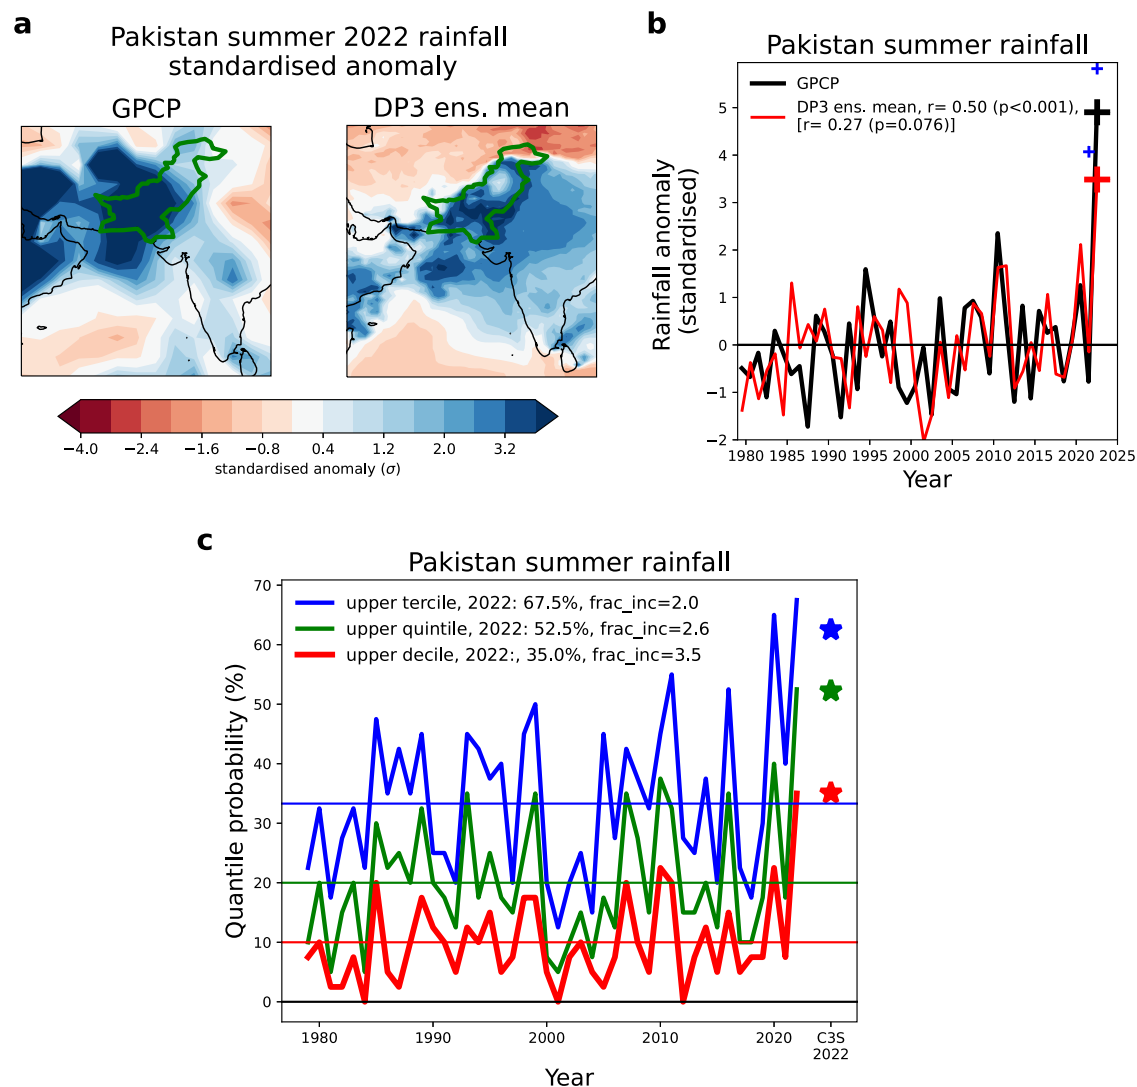 a
Pakistan summer 2022 rainfall
standardised anomaly
GPCP
DP3 ens. mean
−4.0 −2.4 −1.6 −0.8 0.4 1.2 2.0 3.2
standardised anomaly (σ)
b
Pakistan summer rainfall
GPCP
DP3 ens. mean, r= 0.50 (p<0.001),
[r= 0.27 (p=0.076)]
Rainfall anomaly
(standardised)
5
4
3
2
1
0
−1
−2
1980 1985 1990 1995 2000 2005 2010 2015 2020 2025
Year
c
Pakistan summer rainfall
upper tercile, 2022: 67.5%, frac_inc=2.0
upper quintile, 2022: 52.5%, frac_inc=2.6
upper decile, 2022:, 35.0%, frac_inc=3.5
Quantile probability (%)
70
60
50
40
30
20
10
0
1980 1990 2000 2010 2020 C3S
2022
Year